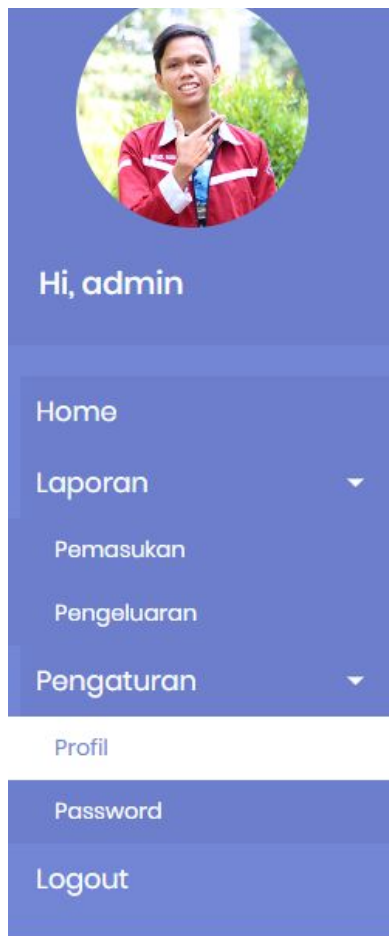 Hi, admin
Home
Laporan
Pemasukan
Pengeluaran
Pengaturan
Profil
Password
Logout